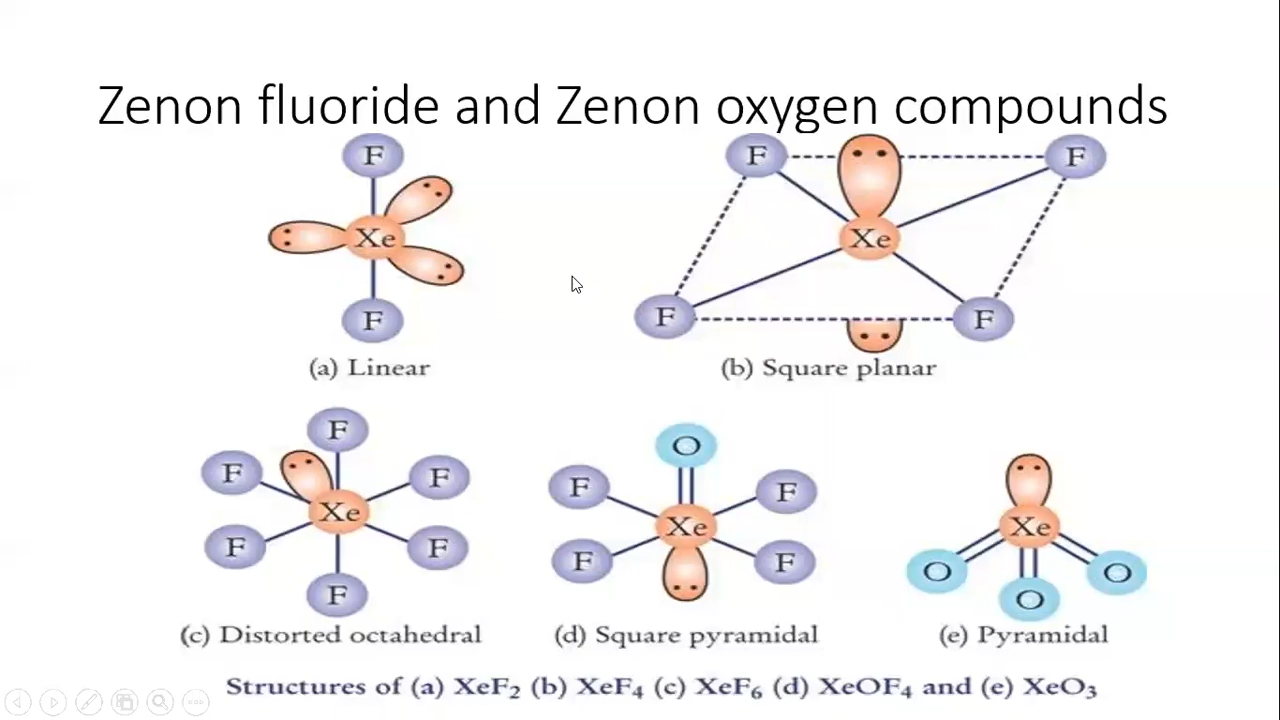 Zenon fluoride and Zenon oxygen compounds
F
Xe
F
(a) Linear
F
F
Xe
F
F
(b) Square planar
F
F
F
Xe
F
F
F
(c) Distorted octahedral
O
F
F
Xe
F
F
(d) Square pyramidal
Xe
O
O
O
(e) Pyramidal
Structures of (a) XeF₂ (b) XeF₄ (c) XeF₆ (d) XeOF₄ and (e) XeO₃